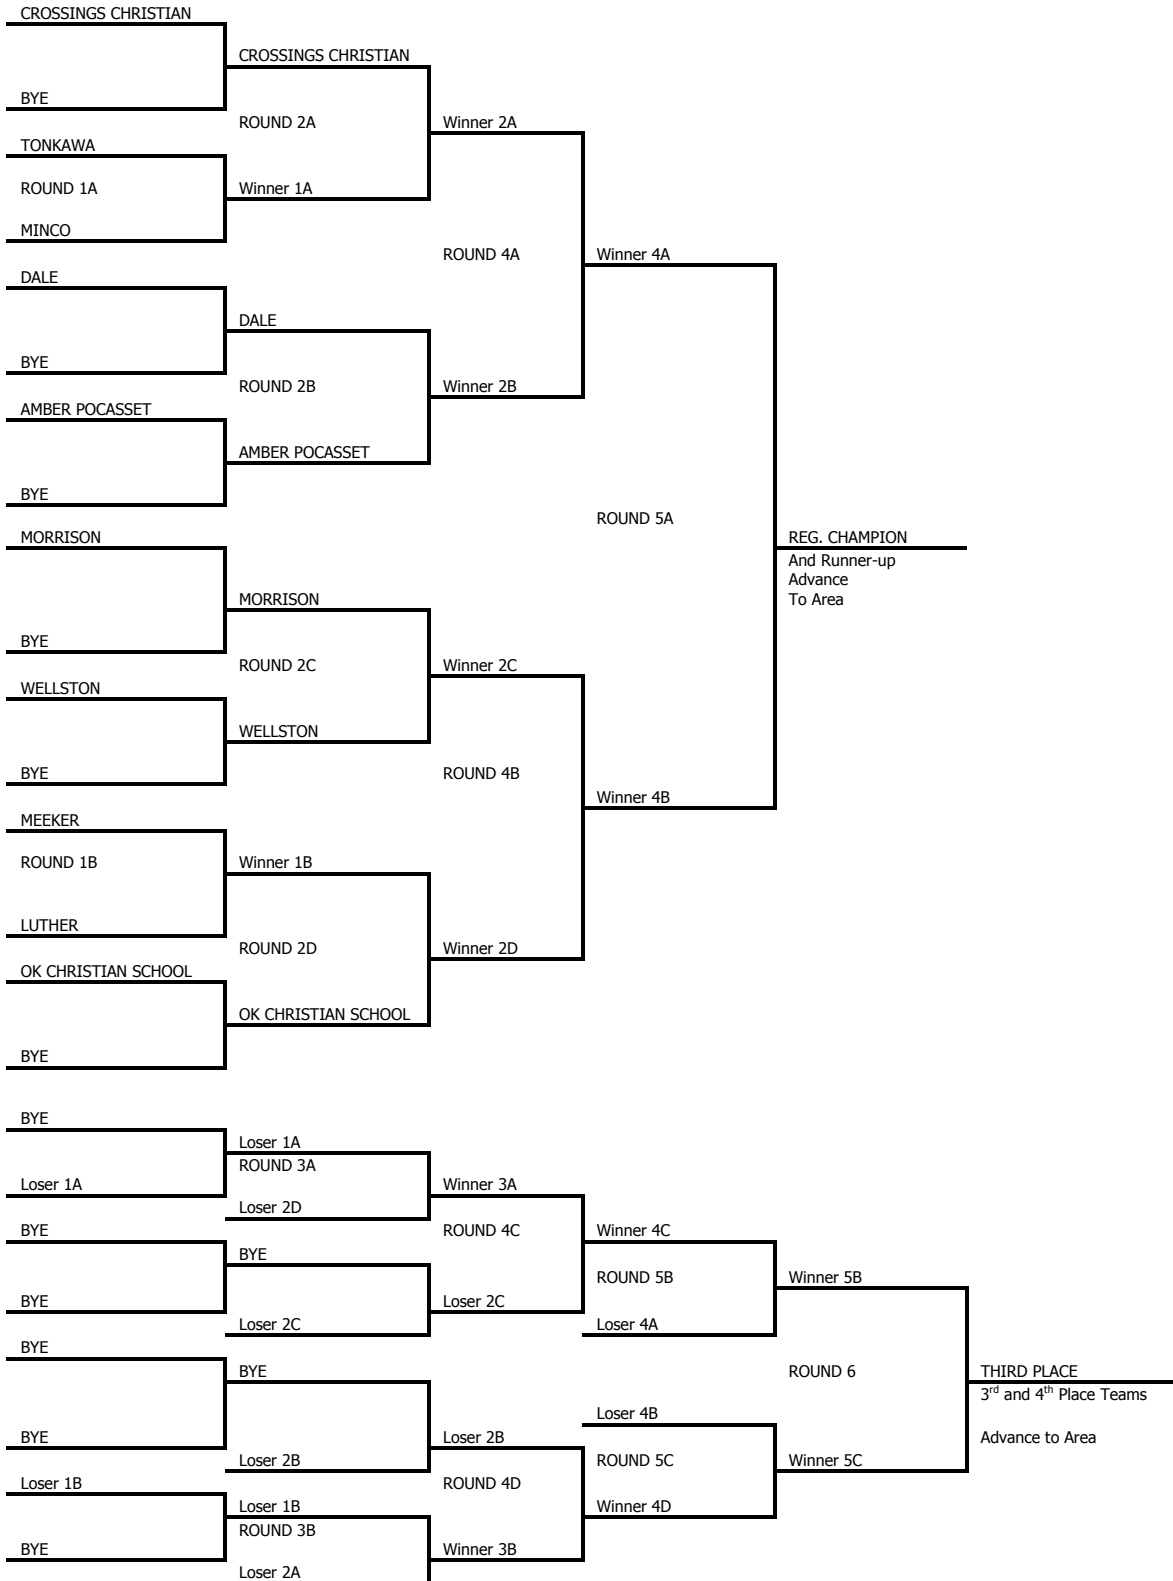 CROSSINGS CHRISTIAN
CROSSINGS CHRISTIAN
BYE
ROUND 2A
Winner 2A
TONKAWA
ROUND 1A
Winner 1A
MINCO
ROUND 4A
Winner 4A
DALE
DALE
BYE
ROUND 2B
Winner 2B
AMBER POCASSET
AMBER POCASSET
BYE
ROUND 5A
MORRISON
REG. CHAMPION
And Runner-up
Advance
To Area
MORRISON
BYE
ROUND 2C
Winner 2C
WELLSTON
WELLSTON
BYE
ROUND 4B
Winner 4B
MEEKER
ROUND 1B
Winner 1B
LUTHER
ROUND 2D
Winner 2D
OK CHRISTIAN SCHOOL
OK CHRISTIAN SCHOOL
BYE
BYE
Loser 1A
ROUND 3A
Loser 1A
Winner 3A
Loser 2D
BYE
ROUND 4C
Winner 4C
BYE
ROUND 5B
Winner 5B
BYE
Loser 2C
Loser 2C
Loser 4A
BYE
BYE
ROUND 6
THIRD PLACE
3rd and 4th Place Teams
Loser 4B
BYE
Loser 2B
Advance to Area
Loser 2B
ROUND 5C
Winner 5C
Loser 1B
ROUND 4D
Loser 1B
Winner 4D
ROUND 3B
BYE
Winner 3B
Loser 2A